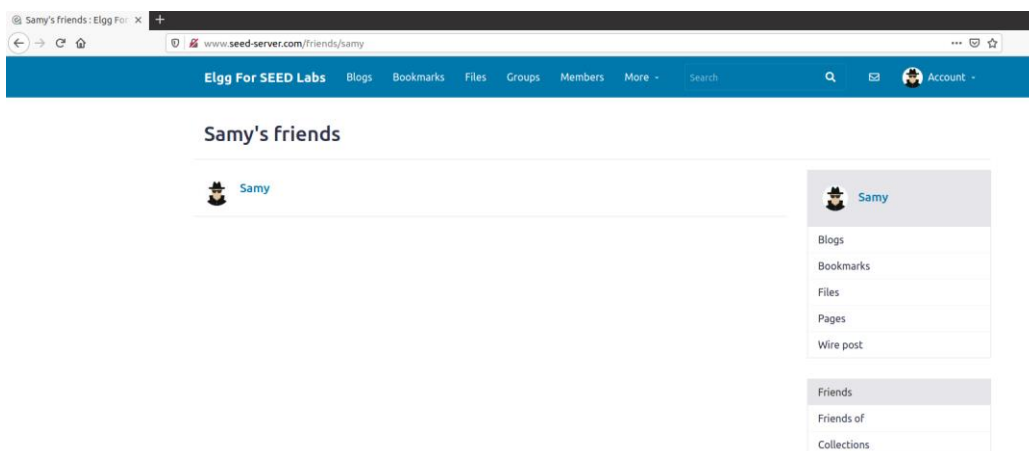 Samy's friends : Elgg For
www.seed-server.com/friends/samy
Elgg For SEED Labs Blogs Bookmarks Files Groups Members More Search Account
Samy's friends
Samy
Samy
Blogs
Bookmarks
Files
Pages
Wire post
Friends
Friends of
Collections